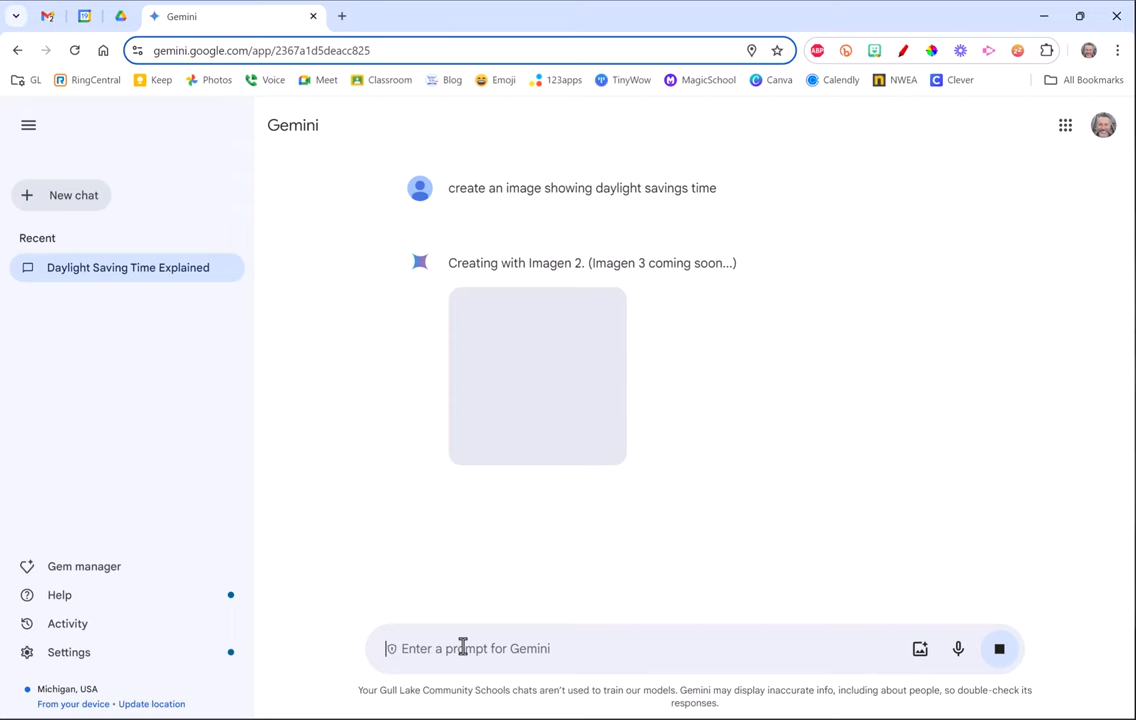 Gemini
gemini.google.com/app/2367a1d5deacc825
GL
RingCentral
Keep
Photos
Voice
Meet
Classroom
Blog
Emoji
123apps
TinyWow
MagicSchool
Canva
Calendly
NWEA
Clever
All Bookmarks
Gemini
New chat
Recent
Daylight Saving Time Explained
create an image showing daylight savings time
Creating with Imagen 2. (Imagen 3 coming soon...)
Gem manager
Help
Activity
Settings
Michigan, USA
From your device • Update location
Enter a prompt for Gemini
Your Gull Lake Community Schools chats aren't used to train our models. Gemini may display inaccurate info, including about people, so double-check its
responses.